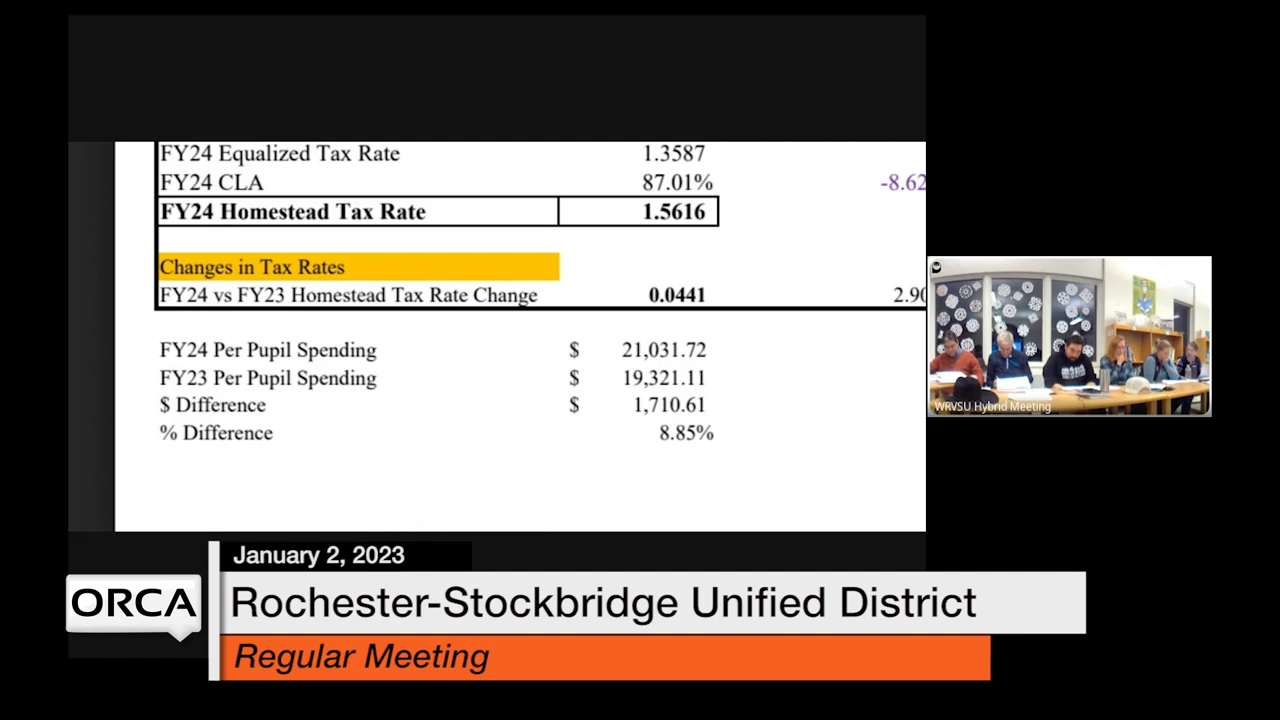 FY24 Equalized Tax Rate 1.3587
FY24 CLA 87.01% -8.62
FY24 Homestead Tax Rate 1.5616
Changes in Tax Rates
FY24 vs FY23 Homestead Tax Rate Change 0.0441 2.90
FY24 Per Pupil Spending $ 21,031.72
FY23 Per Pupil Spending $ 19,321.11
$ Difference $ 1,710.61
% Difference 8.85%
WRVSU Hybrid Meeting
January 2, 2023
ORCA
Rochester-Stockbridge Unified District
Regular Meeting